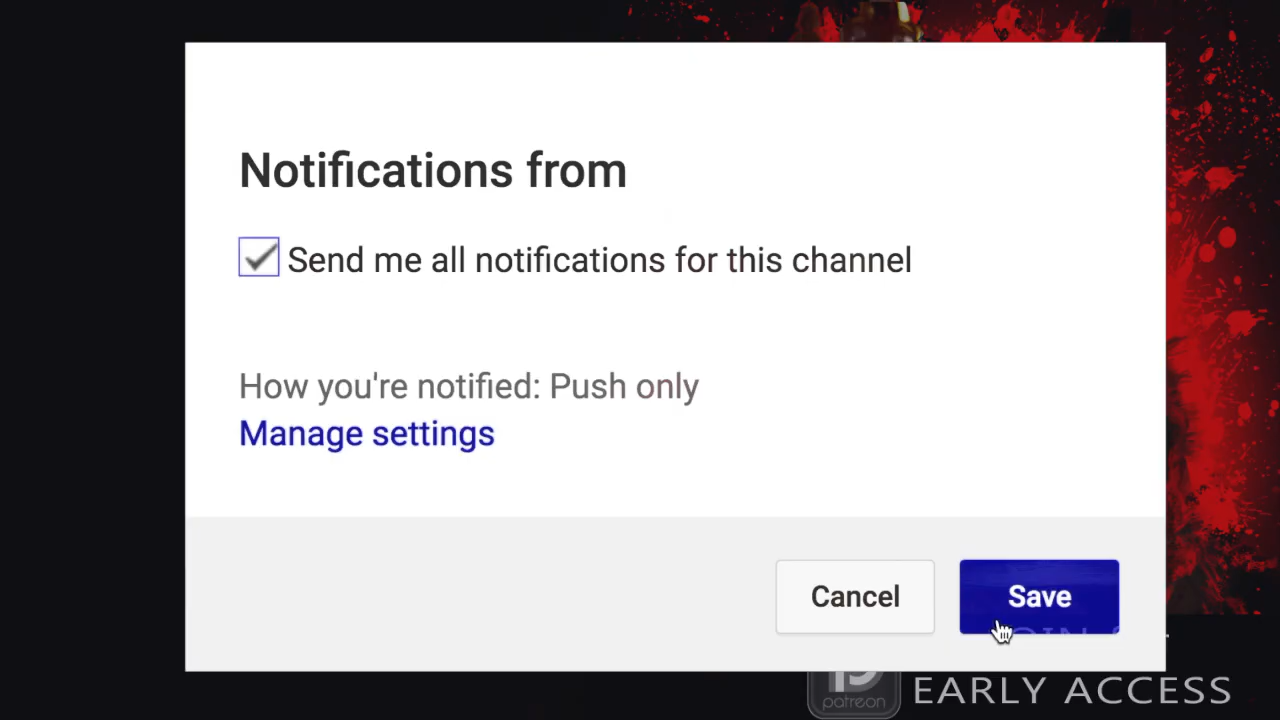 Notifications from
Send me all notifications for this channel
How you're notified: Push only
Manage settings
Cancel
Save
patreon
EARLY ACCESS